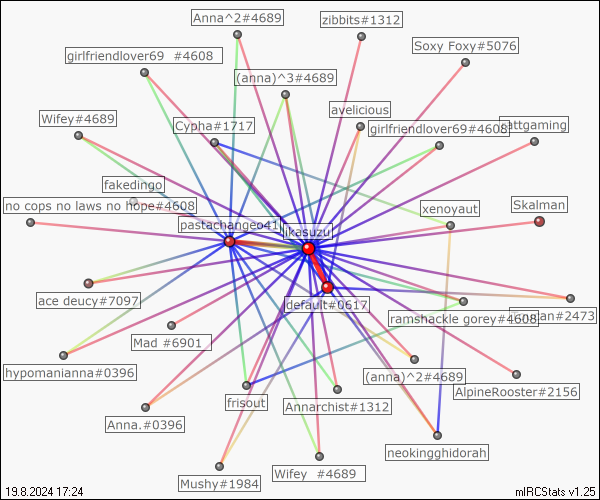 Anna^2#4689
zibbits#1312
Soxy Foxy#5076
girlfriendlover69 #4608
(anna)^3#4689
avelicious
Wifey#4689
Cypha#1717
girlfriendlover69#4608
attgaming
fakedingo
no cops no laws no hope#4608
xenoyaut
Skalman
pastachangeo41
ikasuzu
ace deucy#7097
default#0617
ramshackle gorey#4608
an#2473
Mad #6901
hypomanianna#0396
(anna)^2#4689
AlpineRooster#2156
Anna.#0396
frisout
Annarchist#1312
neokingghidorah
Mushy#1984
Wifey #4689
19.8.2024 17:24
mIRCStats v1.25